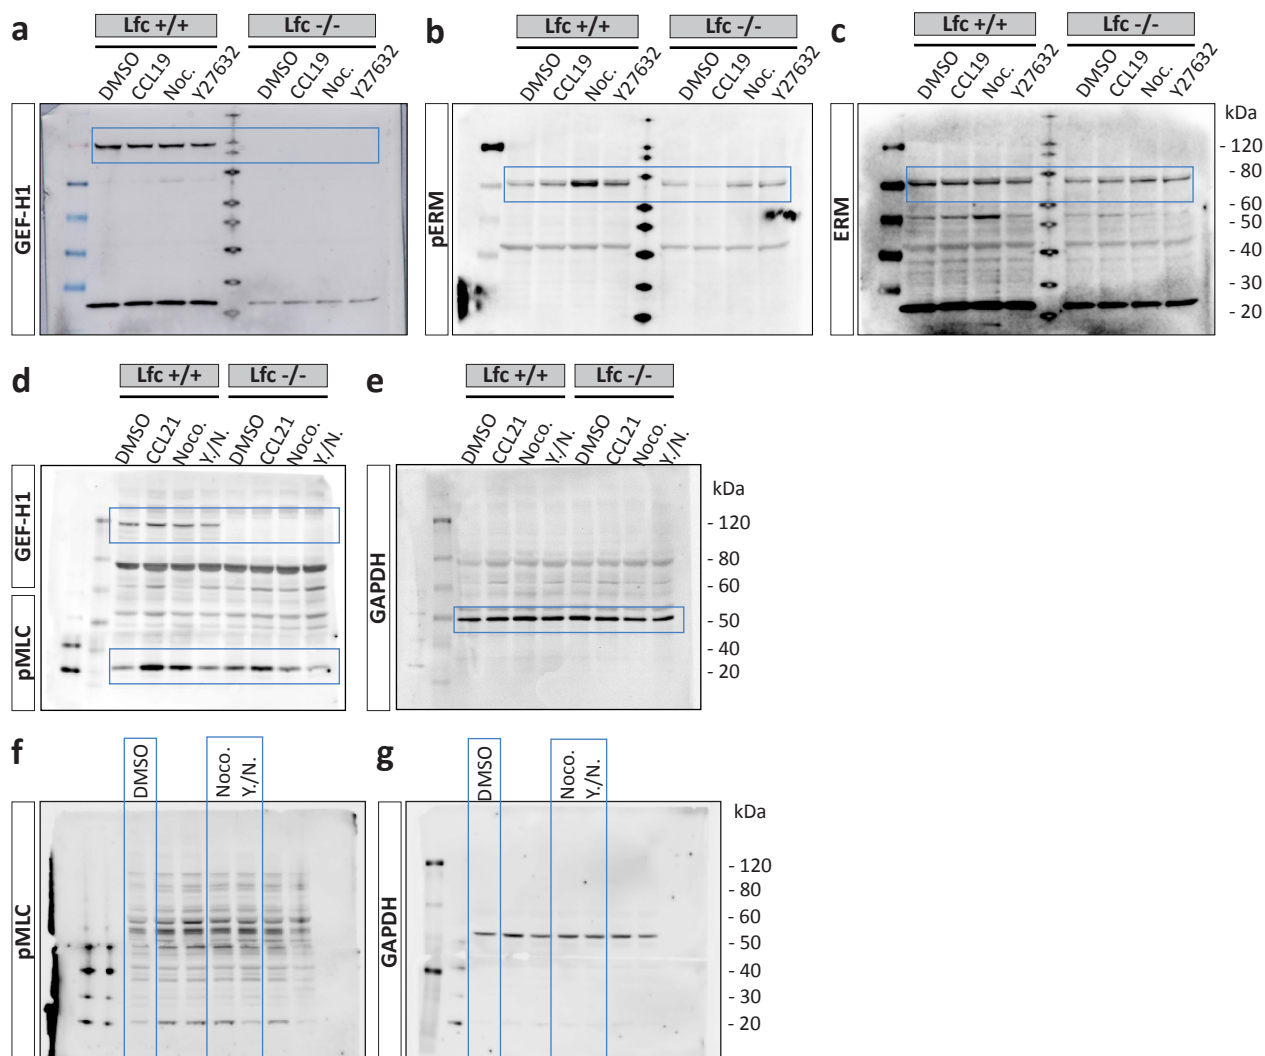 a
Lfc +/+
Lfc -/-
DMSO
CCL19
Noc.
Y27632
DMSO
CCL19
Noc.
Y27632
GEF-H1
b
Lfc +/+
Lfc -/-
DMSO
CCL19
Noc.
Y27632
DMSO
CCL19
Noc.
Y27632
pERM
c
Lfc +/+
Lfc -/-
DMSO
CCL19
Noc.
Y27632
DMSO
CCL19
Noc.
Y27632
ERM
kDa
- 120
- 80
- 60
- 50
- 40
- 30
- 20
d
Lfc +/+
Lfc -/-
DMSO
CCL21
Noco.
Y./N.
DMSO
CCL21
Noco.
Y./N.
GEF-H1
pMLC
e
Lfc +/+
Lfc -/-
DMSO
CCL21
Noco.
Y./N.
DMSO
CCL21
Noco.
Y./N.
GAPDH
kDa
- 120
- 80
- 60
- 50
- 40
- 20
f
DMSO
Noco.
Y./N.
pMLC
g
DMSO
Noco.
Y./N.
GAPDH
kDa
- 120
- 80
- 60
- 50
- 40
- 30
- 20